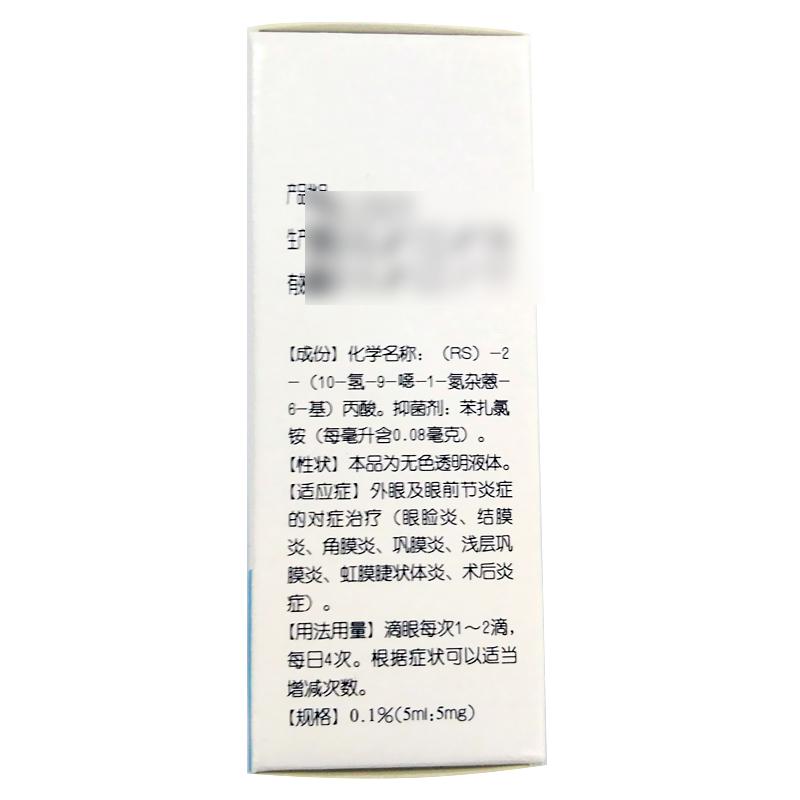 产品
生产
有效
【成份】化学名称：（RS）-2
-（10-氢-9-噁-1-氮杂蒽-
6-基）丙酸。抑菌剂：苯扎氯
铵（每毫升含0.08毫克）。
【性状】本品为无色透明液体。
【适应症】外眼及眼前节炎症
的对症治疗（眼睑炎、结膜
炎、角膜炎、巩膜炎、浅层巩
膜炎、虹膜睫状体炎、术后炎
症）。
【用法用量】滴眼每次1～2滴，
每日4次。根据症状可以适当
增减次数。
【规格】0.1%(5ml:5mg)